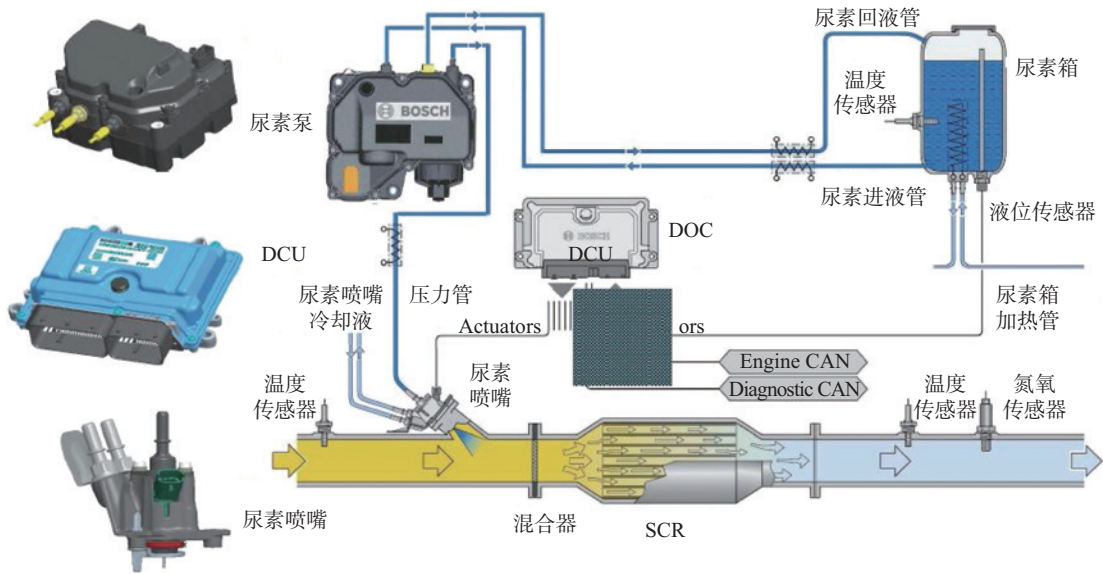 尿素回液管
尿素箱
温度
传感器
尿素泵
BOSCH
尿素进液管
液位传感器
DOC
BOSCH
DCU
DCU
尿素喷嘴
冷却液
压力管
尿素箱
加热管
Actuators
ors
Engine CAN
Diagnostic CAN
尿素
喷嘴
温度
传感器
温度
传感器
氮氧
传感器
尿素喷嘴
混合器
SCR